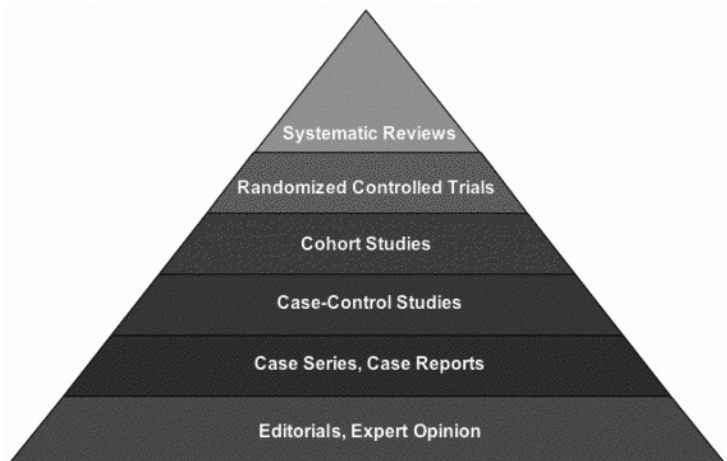 Systematic Reviews
Randomized Controlled Trials
Cohort Studies
Case-Control Studies
Case Series, Case Reports
Editorials, Expert Opinion